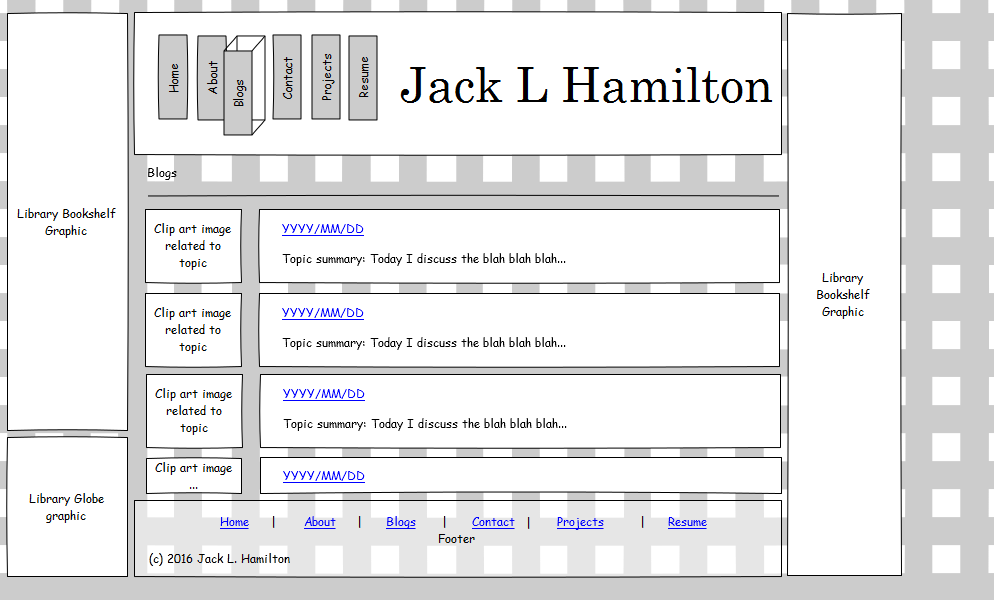 Home
About
Blogs
Contact
Projects
Resume
Jack L Hamilton
Library Bookshelf
Graphic
Blogs
Clip art image
related to
topic
YYYY/MM/DD
Topic summary: Today I discuss the blah blah blah...
Clip art image
related to
topic
YYYY/MM/DD
Topic summary: Today I discuss the blah blah blah...
Clip art image
related to
topic
YYYY/MM/DD
Topic summary: Today I discuss the blah blah blah...
Clip art image
...
YYYY/MM/DD
Library
Bookshelf
Graphic
Library Globe
graphic
Home | About | Blogs | Contact | Projects | Resume
Footer
(c) 2016 Jack L. Hamilton